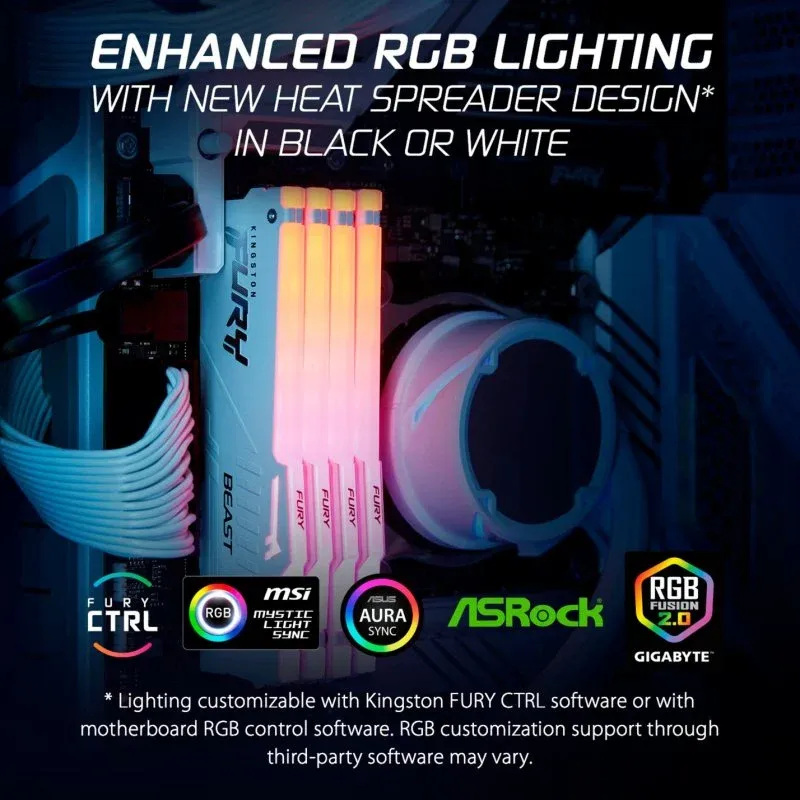 ENHANCED RGB LIGHTING
WITH NEW HEAT SPREADER DESIGN*
IN BLACK OR WHITE
FURY
KINGSTON
FURY
BEAST
FURY
FURY
FURY
FURY
FURY
CTRL
RGB
msi
MYSTIC
LIGHT
SYNC
ASUS
AURA
SYNC
ASRock
RGB
FUSION
2.0
GIGABYTE™
* Lighting customizable with Kingston FURY CTRL software or with
motherboard RGB control software. RGB customization support through
third-party software may vary.